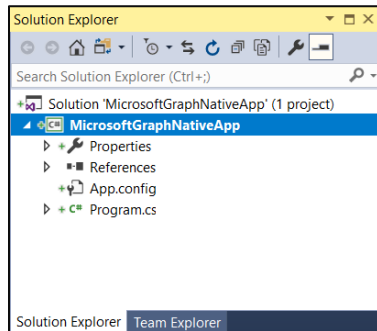 Solution Explorer
Search Solution Explorer (Ctrl+;)
Solution 'MicrosoftGraphNativeApp' (1 project)
C# MicrosoftGraphNativeApp
Properties
References
App.config
C# Program.cs
Solution Explorer Team Explorer